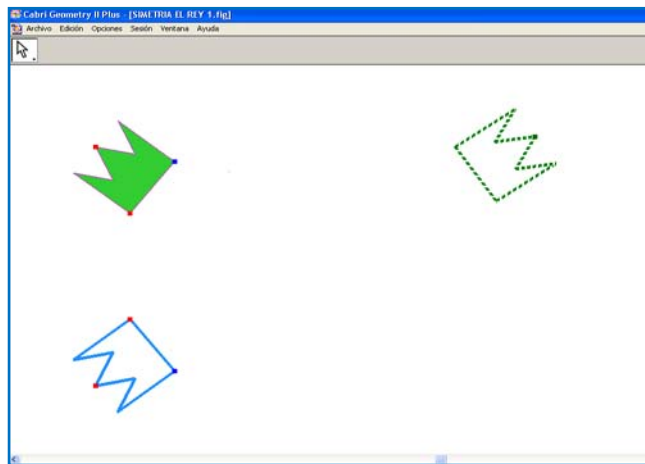 Cabri Geometry II Plus - [SIMETRIA EL REY 1.fig]
Archivo Edición Opciones Sesión Ventana Ayuda